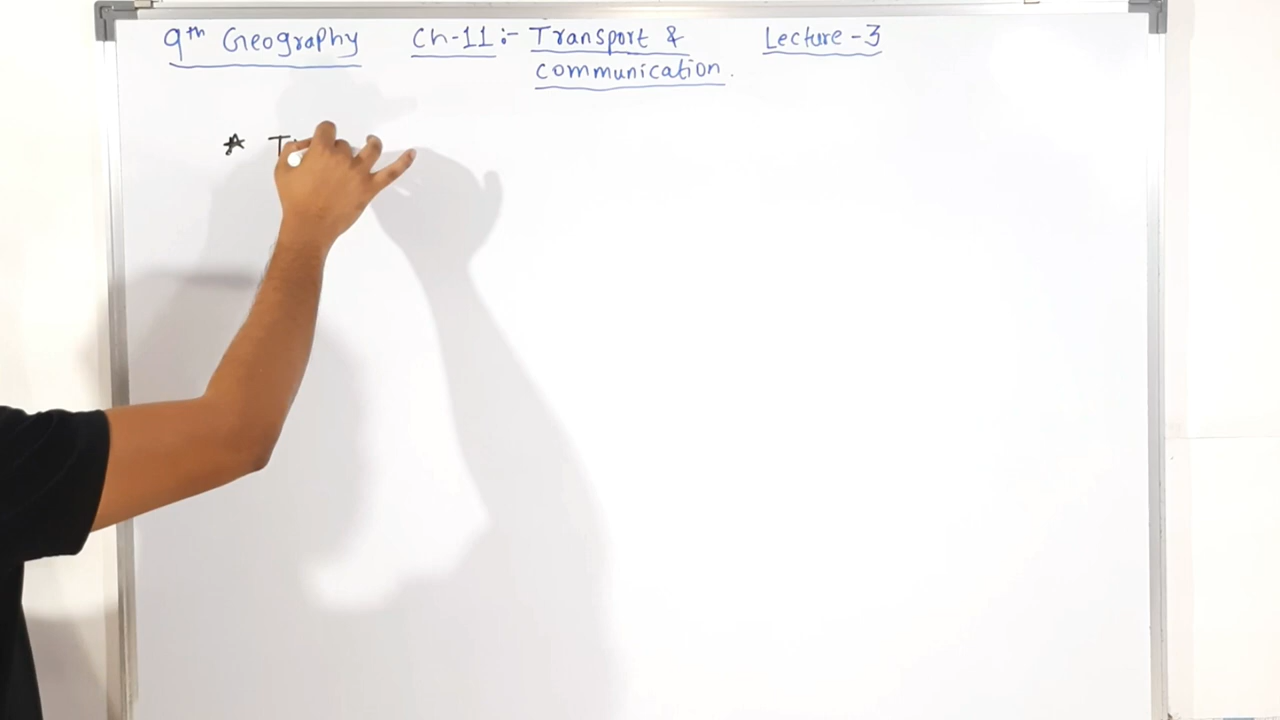 9th Geography Ch-11:- Transport & Lecture-3
communication.